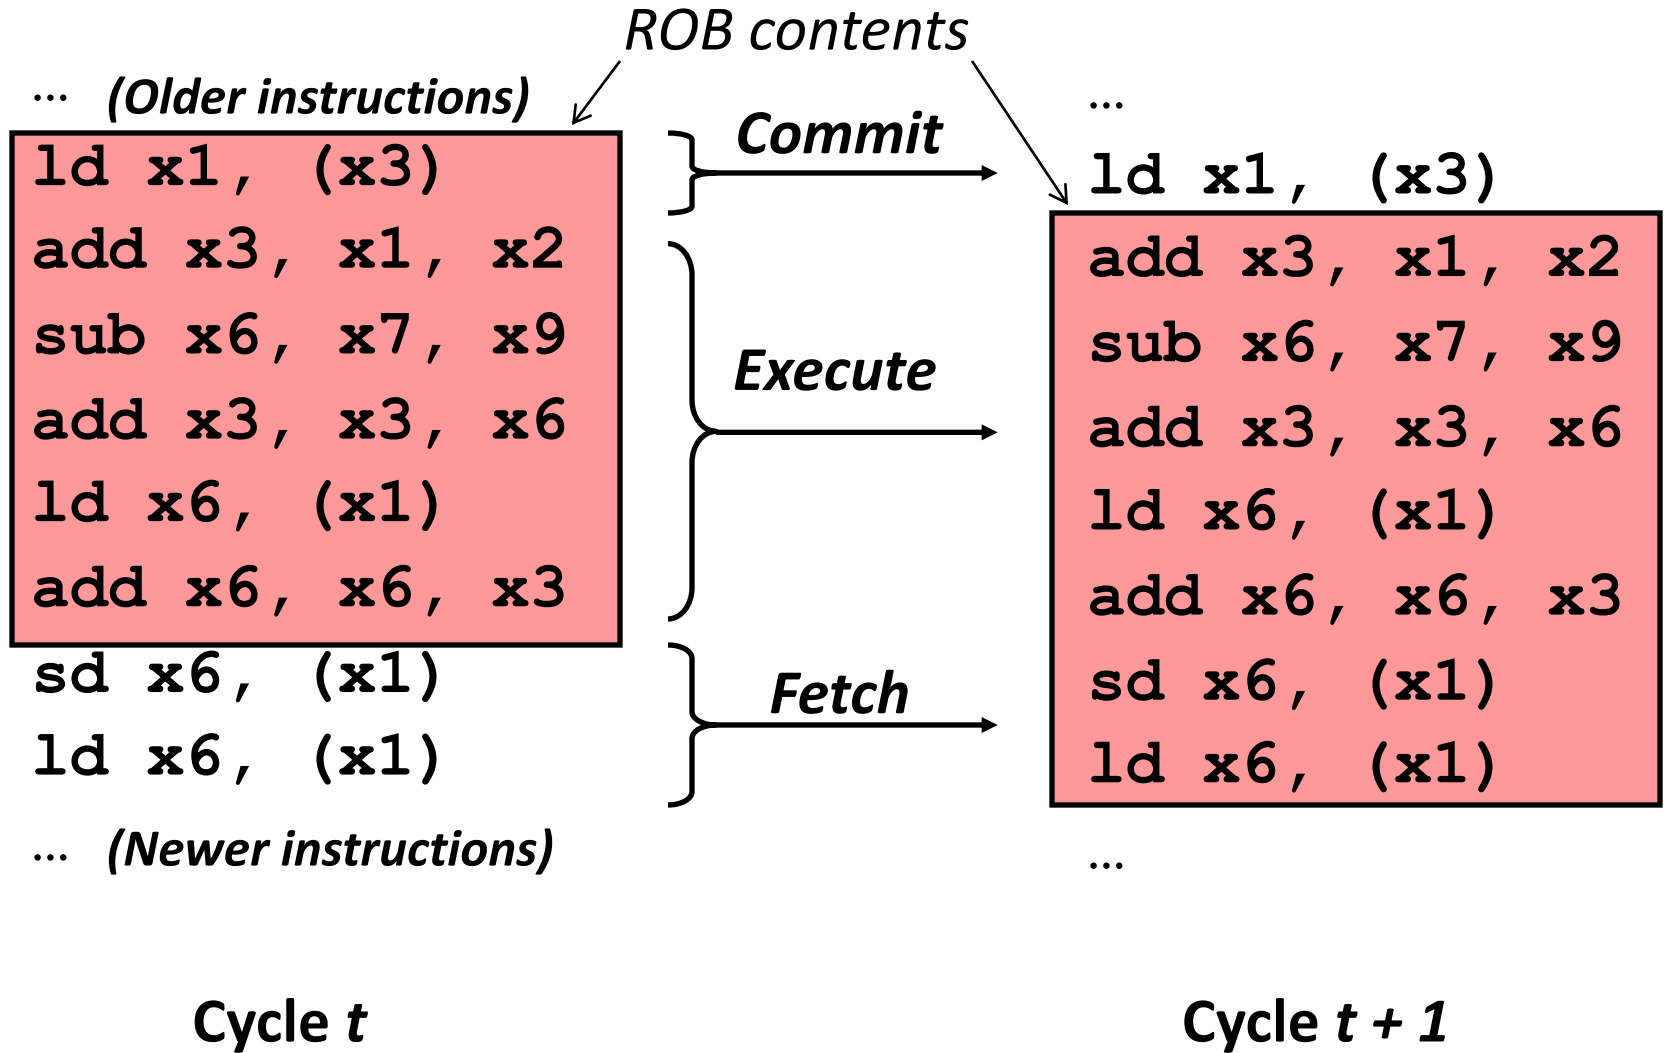 ROB contents
... (Older instructions)
ld x1, (x3)
add x3, x1, x2
sub x6, x7, x9
add x3, x3, x6
ld x6, (x1)
add x6, x6, x3
sd x6, (x1)
ld x6, (x1)
... (Newer instructions)
Cycle t
Commit
Execute
Fetch
...
ld x1, (x3)
add x3, x1, x2
sub x6, x7, x9
add x3, x3, x6
ld x6, (x1)
add x6, x6, x3
sd x6, (x1)
ld x6, (x1)
...
Cycle t + 1